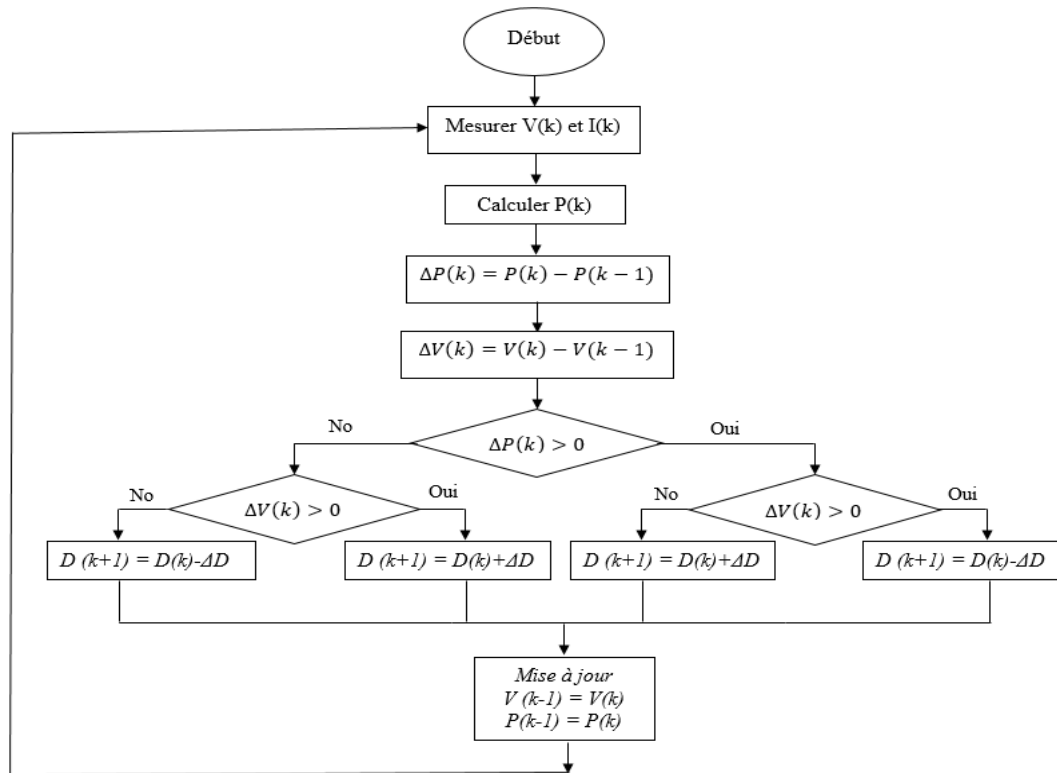 Début
Mesurer V(k) et I(k)
Calculer P(k)
ΔP(k) = P(k) − P(k − 1)
ΔV(k) = V(k) − V(k − 1)
No
Oui
ΔP(k) > 0
No
Oui
No
Oui
ΔV(k) > 0
ΔV(k) > 0
D (k+1) = D(k)-ΔD
D (k+1) = D(k)+ΔD
D (k+1) = D(k)+ΔD
D (k+1) = D(k)-ΔD
Mise à jour
V (k-1) = V(k)
P(k-1) = P(k)